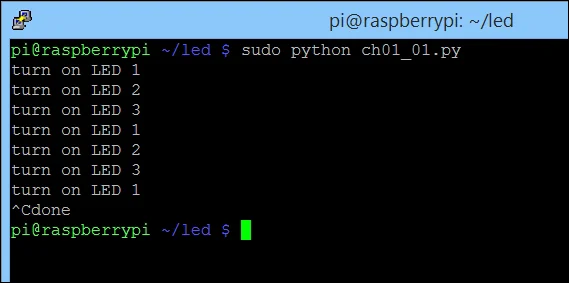 pi@raspberrypi: ~/led
pi@raspberrypi ~/led $ sudo python ch01_01.py
turn on LED 1
turn on LED 2
turn on LED 3
turn on LED 1
turn on LED 2
turn on LED 3
turn on LED 1
^Cdone
pi@raspberrypi ~/led $